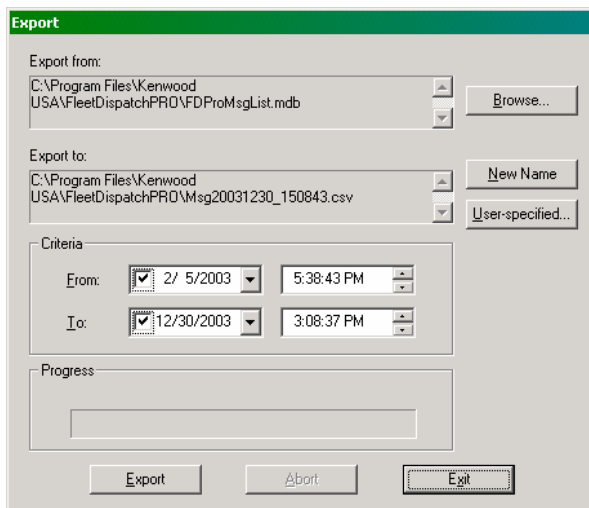 Export
Export from:
C:\Program Files\Kenwood
USA\FleetDispatchPRO\FDProMsgList.mdb
Browse...
Export to:
C:\Program Files\Kenwood
USA\FleetDispatchPRO\Msg20031230_150843.csv
New Name
User-specified...
Criteria
From: 2/ 5/2003 5:38:43 PM
To: 12/30/2003 3:08:37 PM
Progress
Export Abort Exit